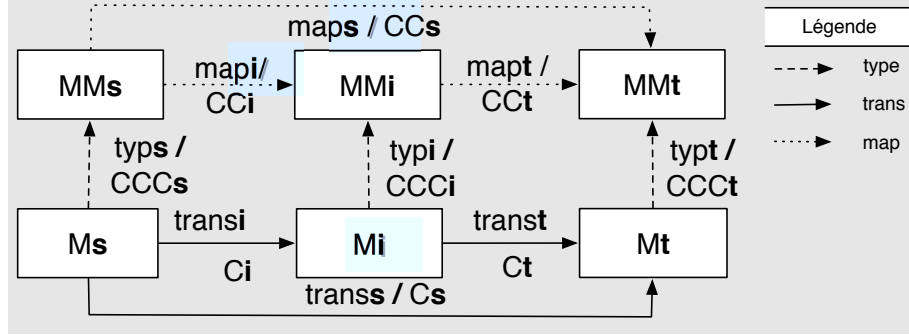 maps / CCs
Légende
MMs
mapi/
CCi
MMi
mapt /
CCt
MMt
type
trans
map
typs /
CCCs
typi /
CCCi
typt /
CCCt
Ms
transi
Ci
Mi
transt
Ct
Mt
transs / Cs